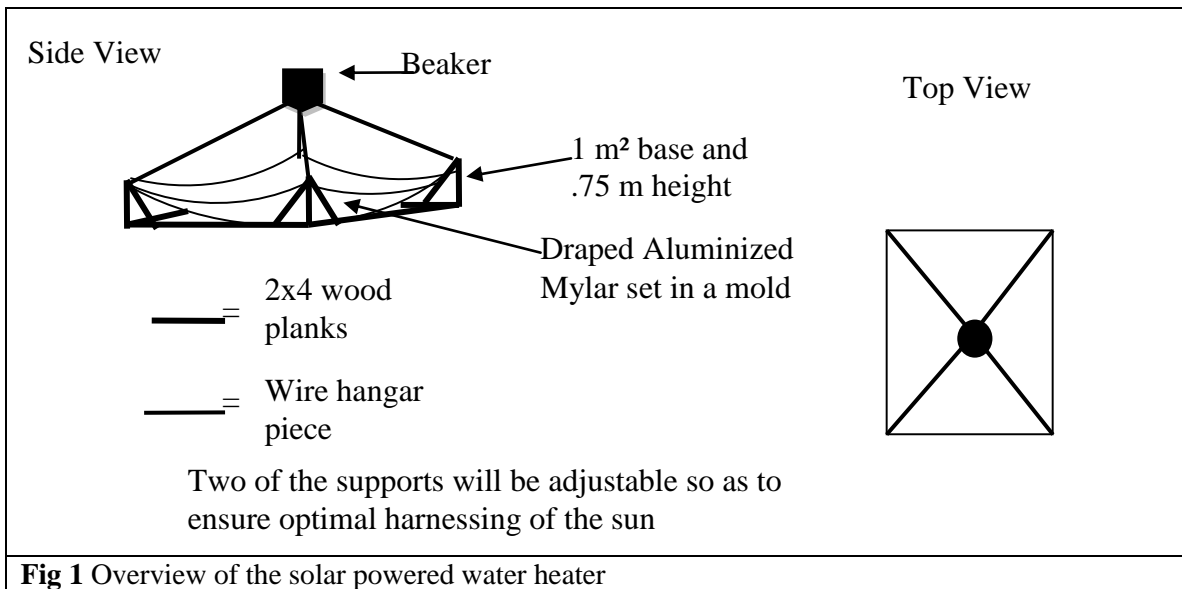 Side View
Beaker
Top View
1 m² base and
.75 m height
Draped Aluminized
Mylar set in a mold
= 2x4 wood
planks
= Wire hangar
piece
Two of the supports will be adjustable so as to
ensure optimal harnessing of the sun
Fig 1 Overview of the solar powered water heater